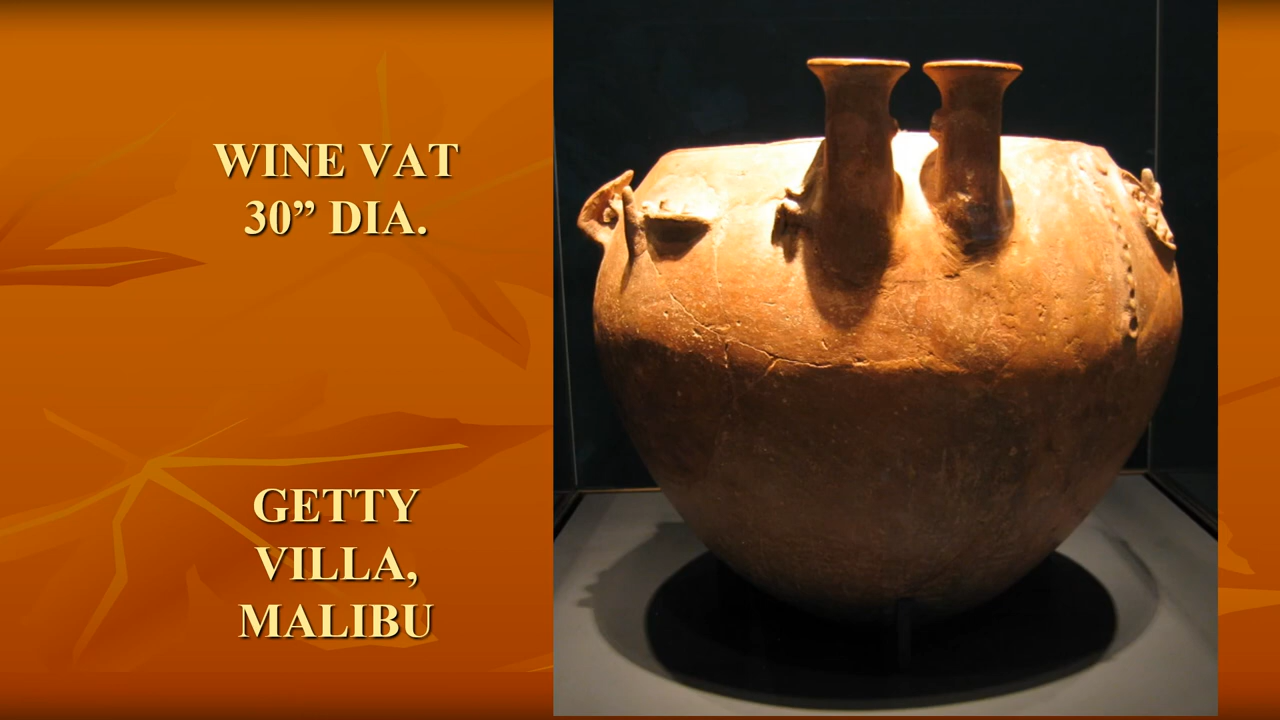 WINE VAT
30” DIA.
GETTY
VILLA,
MALIBU